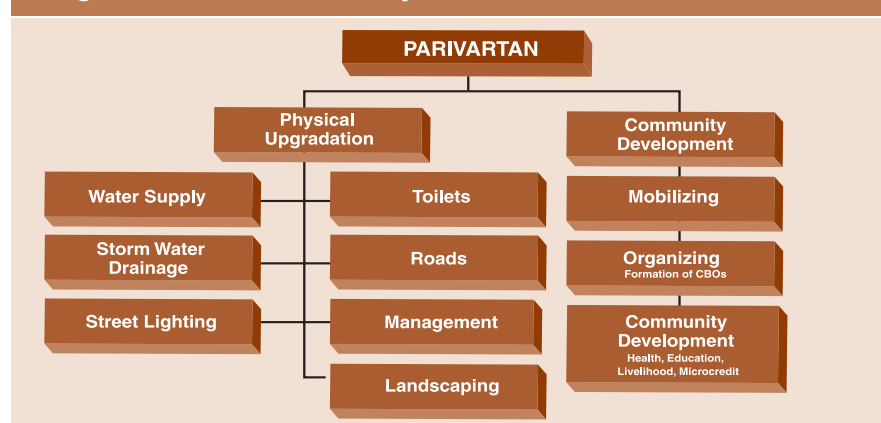 PARIVARTAN
Physical
Upgradation
Community
Development
Water Supply
Toilets
Mobilizing
Storm Water
Drainage
Roads
Organizing
Formation of CBOs
Street Lighting
Management
Community
Development
Health, Education,
Livelihood, Microcredit
Landscaping